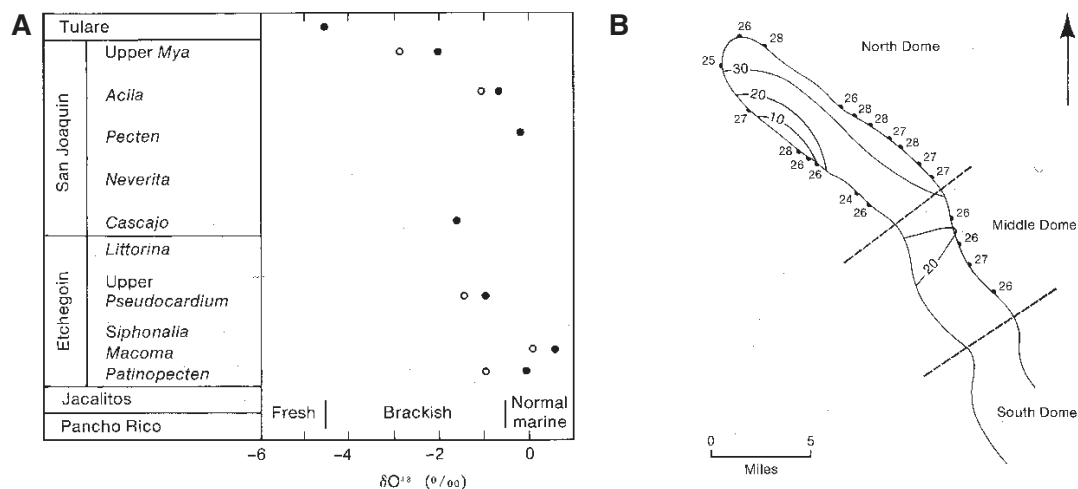 A
Tulare
San Joaquin
Upper Mya
Acila
Pecten
Neverita
Cascajo
Etchegoin
Littorina
Upper
Pseudocardium
Siphonalia
Macoma
Patinopecten
Jacalitos
Pancho Rico
Fresh
Brackish
Normal
marine
−6 −4 −2 0
δO¹⁸ (⁰/₀₀)
B
North Dome
Middle Dome
South Dome
26
28
25
30
20
10
27
28
26
26
24
26
26
28
28
27
28
27
27
26
26
27
26
20
0 5
Miles